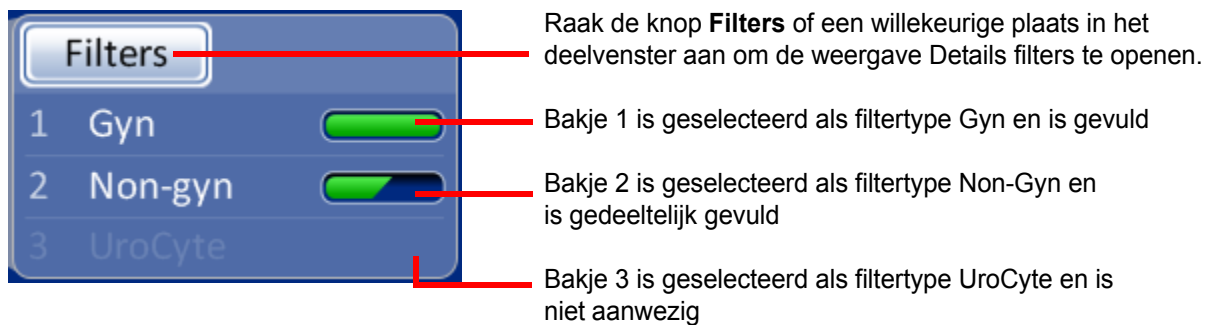 Filters
1 Gyn
2 Non-gyn
3 UroCyte
Raak de knop Filters of een willekeurige plaats in het
deelvenster aan om de weergave Details filters te openen.
Bakje 1 is geselecteerd als filtertype Gyn en is gevuld
Bakje 2 is geselecteerd als filtertype Non-Gyn en
is gedeeltelijk gevuld
Bakje 3 is geselecteerd als filtertype UroCyte en is
niet aanwezig